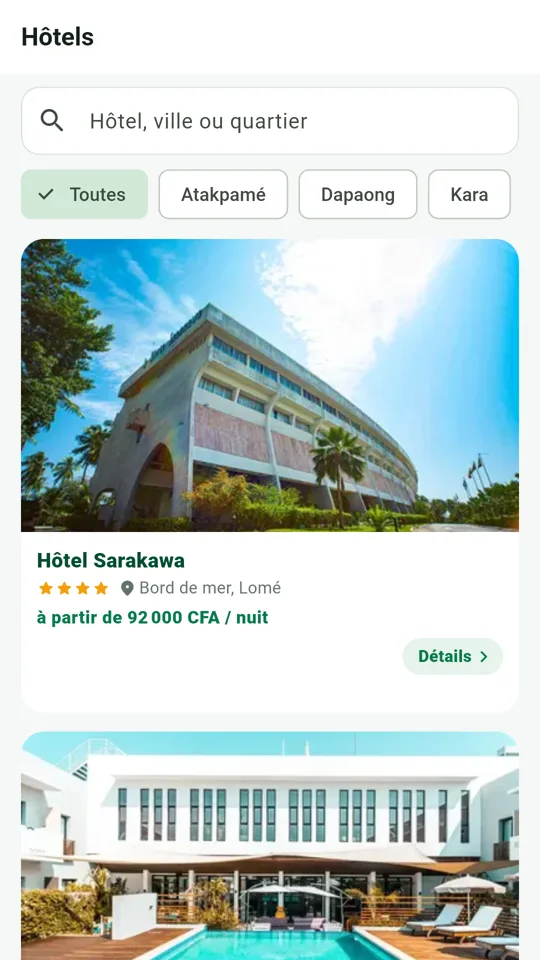 Hôtels
Hôtel, ville ou quartier
Toutes
Atakpamé
Dapaong
Kara
Hôtel Sarakawa
Bord de mer, Lomé
à partir de 92 000 CFA / nuit
Détails